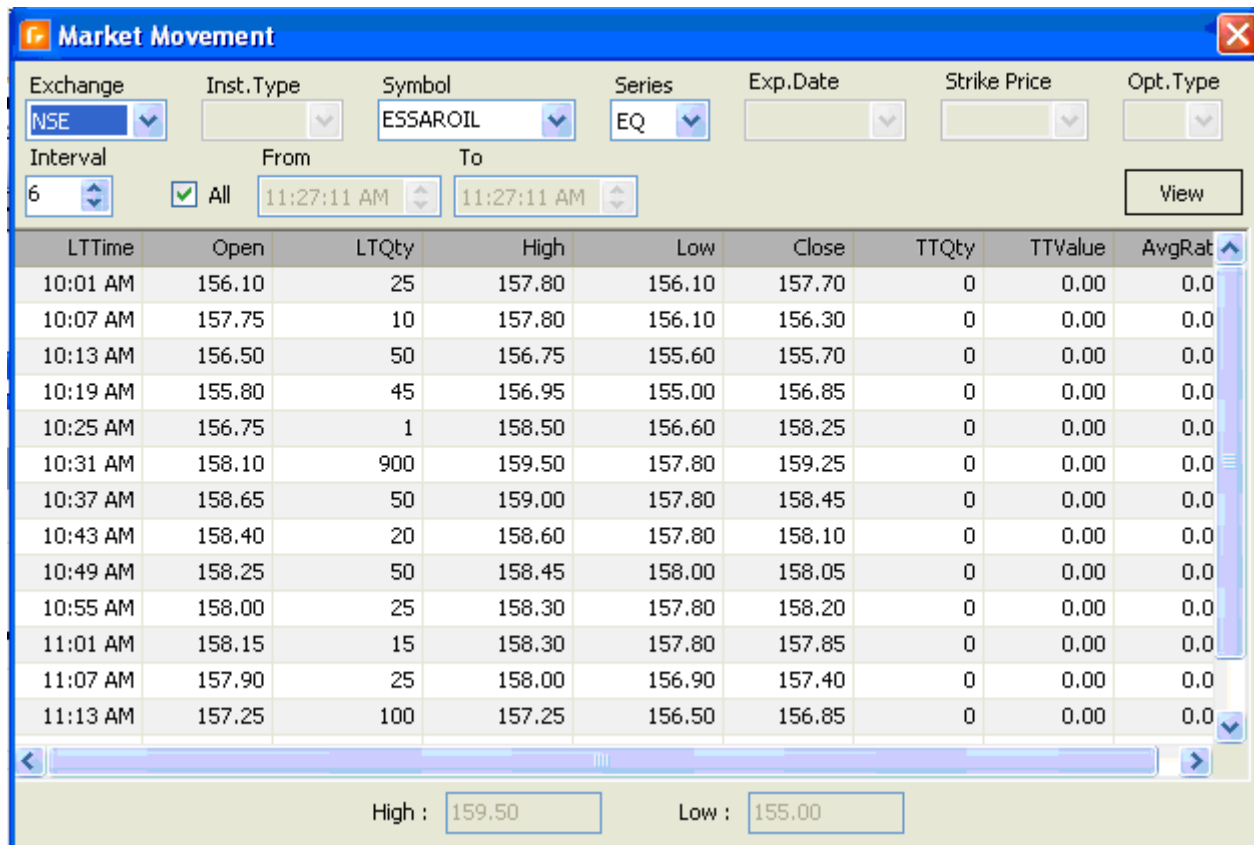 Market Movement
Exchange Inst.Type Symbol Series Exp.Date Strike Price Opt.Type
NSE ESSAROIL EQ
Interval From To
6 All 11:27:11 AM 11:27:11 AM View
LTTime Open LTQty High Low Close TTQty TTValue AvgRat
10:01 AM 156.10 25 157.80 156.10 157.70 0 0.00 0.0
10:07 AM 157.75 10 157.80 156.10 156.30 0 0.00 0.0
10:13 AM 156.50 50 156.75 155.60 155.70 0 0.00 0.0
10:19 AM 155.80 45 156.95 155.00 156.85 0 0.00 0.0
10:25 AM 156.75 1 158.50 156.60 158.25 0 0.00 0.0
10:31 AM 158.10 900 159.50 157.80 159.25 0 0.00 0.0
10:37 AM 158.65 50 159.00 157.80 158.45 0 0.00 0.0
10:43 AM 158.40 20 158.60 157.80 158.10 0 0.00 0.0
10:49 AM 158.25 50 158.45 158.00 158.05 0 0.00 0.0
10:55 AM 158.00 25 158.30 157.80 158.20 0 0.00 0.0
11:01 AM 158.15 15 158.30 157.80 157.85 0 0.00 0.0
11:07 AM 157.90 25 158.00 156.90 157.40 0 0.00 0.0
11:13 AM 157.25 100 157.25 156.50 156.85 0 0.00 0.0
High : 159.50 Low : 155.00